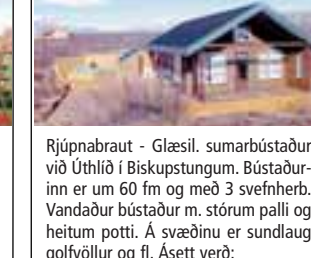 Rjúpnabraut - Glæsil. sumarbústaður
við Úthlíð í Biskupstungum. Bústaður-
inn er um 60 fm og með 3 svefnherb.
Vandaður bústaður m. stórum palli og
heitum potti. Á svæðinu er sundlaug
golfvöllur og fl. Ásett verð: